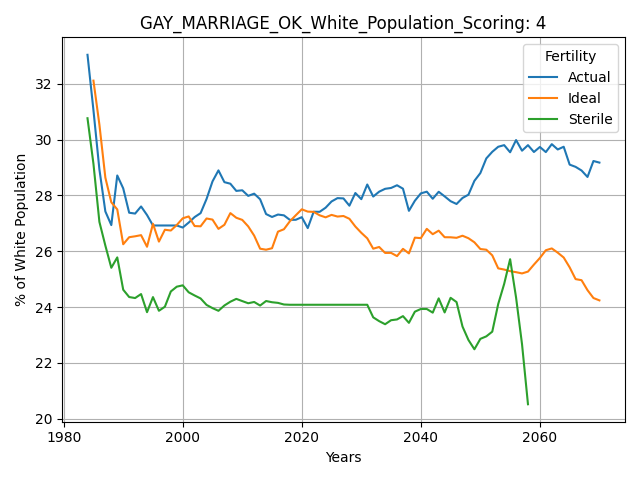 GAY_MARRIAGE_OK_White_Population_Scoring: 4
Fertility
Actual
Ideal
Sterile
% of White Population
32
30
28
26
24
22
20
1980
2000
2020
2040
2060
Years